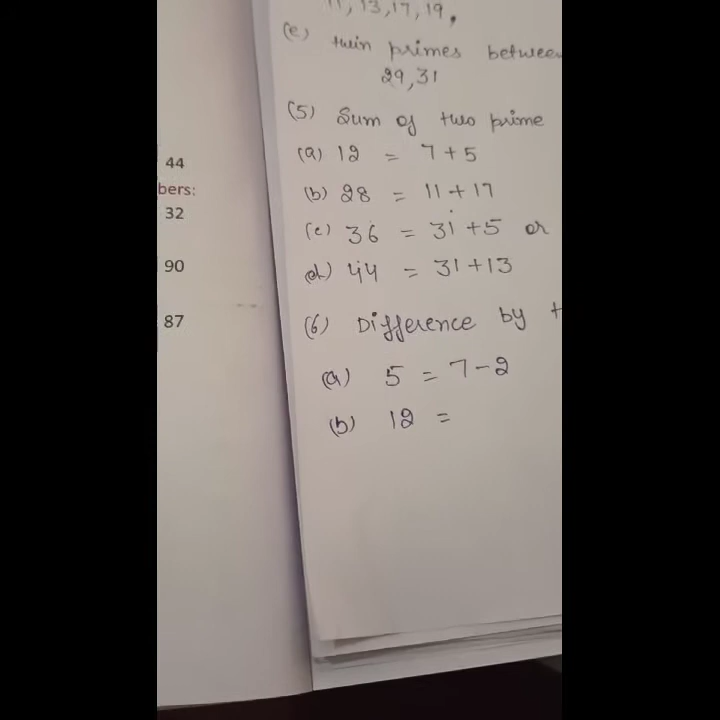 11, 13, 17, 19,
(e) twin primes between
29, 31
(5) Sum of two prime
(a) 12 = 7 + 5
(b) 28 = 11 + 17
(c) 36 = 31 + 5 or
(d) 44 = 31 + 13
(6) Difference by
(a) 5 = 7 - 2
(b) 12 =
44
bers:
32
90
87